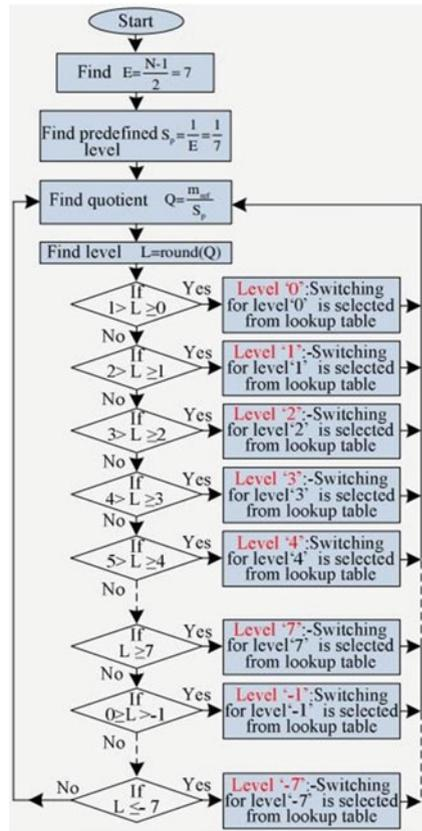 Start
Find E=N-1/2=7
Find predefined level Sp=1/E=1/7
Find quotient Q=mref/Sp
Find level L=round(Q)
If
1> L ≥0
Yes
Level '0':Switching
for level'0' is selected
from lookup table
No
If
2> L ≥1
Yes
Level '1':-Switching
for level'1' is selected
from lookup table
No
If
3> L ≥2
Yes
Level '2':-Switching
for level'2' is selected
from lookup table
No
If
4> L ≥3
Yes
Level '3':-Switching
for level'3' is selected
from lookup table
No
If
5> L ≥4
Yes
Level '4':Switching
for level'4' is selected
from lookup table
No
If
L ≥7
Yes
Level '7':-Switching
for level'7' is selected
from lookup table
No
If
0≥L>-1
Yes
Level '-1':Switching
for level'-1' is selected
from lookup table
No
If
L ≤- 7
No
Yes
Level '-7':-Switching
for level'-7' is selected
from lookup table